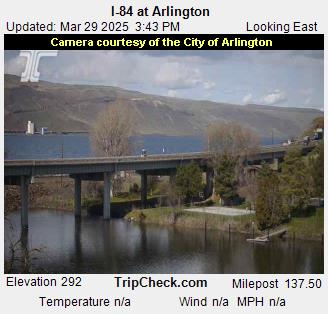 I-84 at Arlington
Updated: Mar 29 2025 3:43 PM Looking East
Camera courtesy of the City of Arlington
Elevation 292 TripCheck.com Milepost 137.50
Temperature n/a Wind n/a MPH n/a